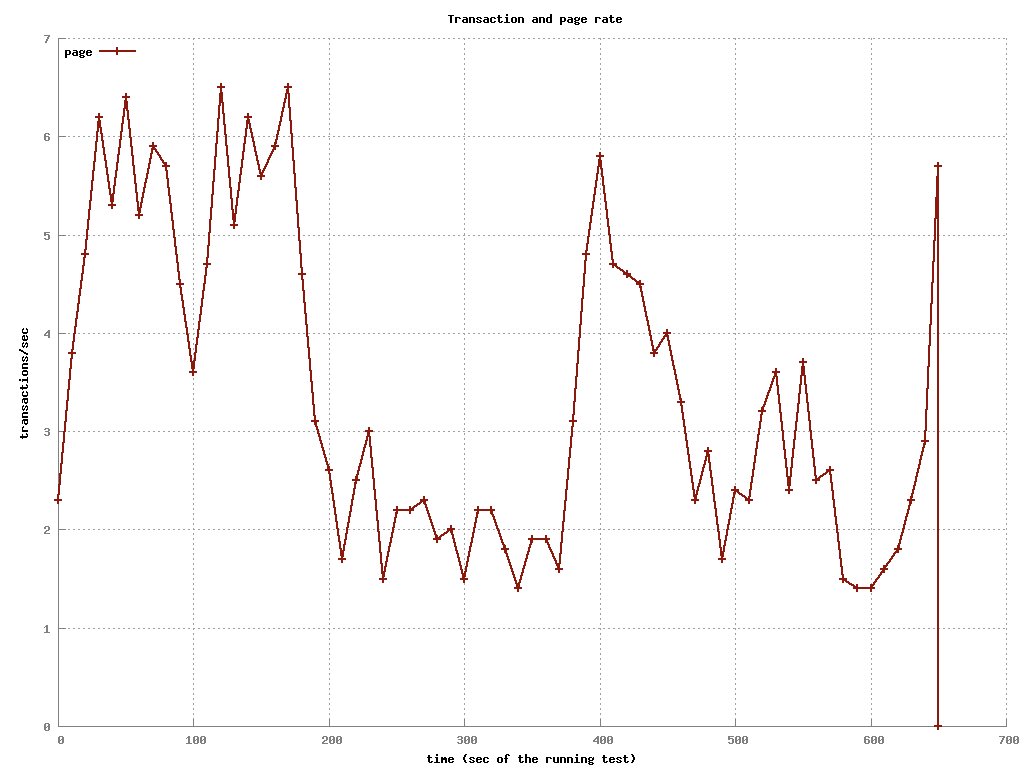 Transaction and page rate
7
page
6
5
4
transactions/sec
3
2
1
0
0 100 200 300 400 500 600 700
time (sec of the running test)